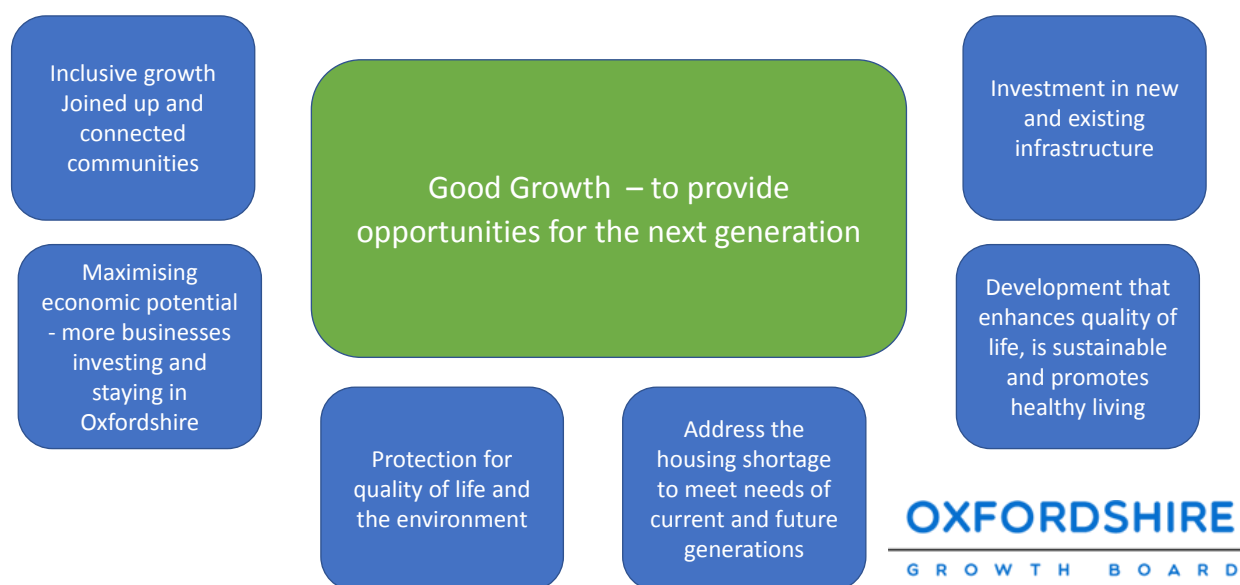 Inclusive growth
Joined up and
connected
communities
Maximising
economic potential
- more businesses
investing and
staying in
Oxfordshire
Good Growth – to provide
opportunities for the next generation
Protection for
quality of life and
the environment
Address the
housing shortage
to meet needs of
current and future
generations
Investment in new
and existing
infrastructure
Development that
enhances quality of
life, is sustainable
and promotes
healthy living
OXFORDSHIRE
GROWTH BOARD